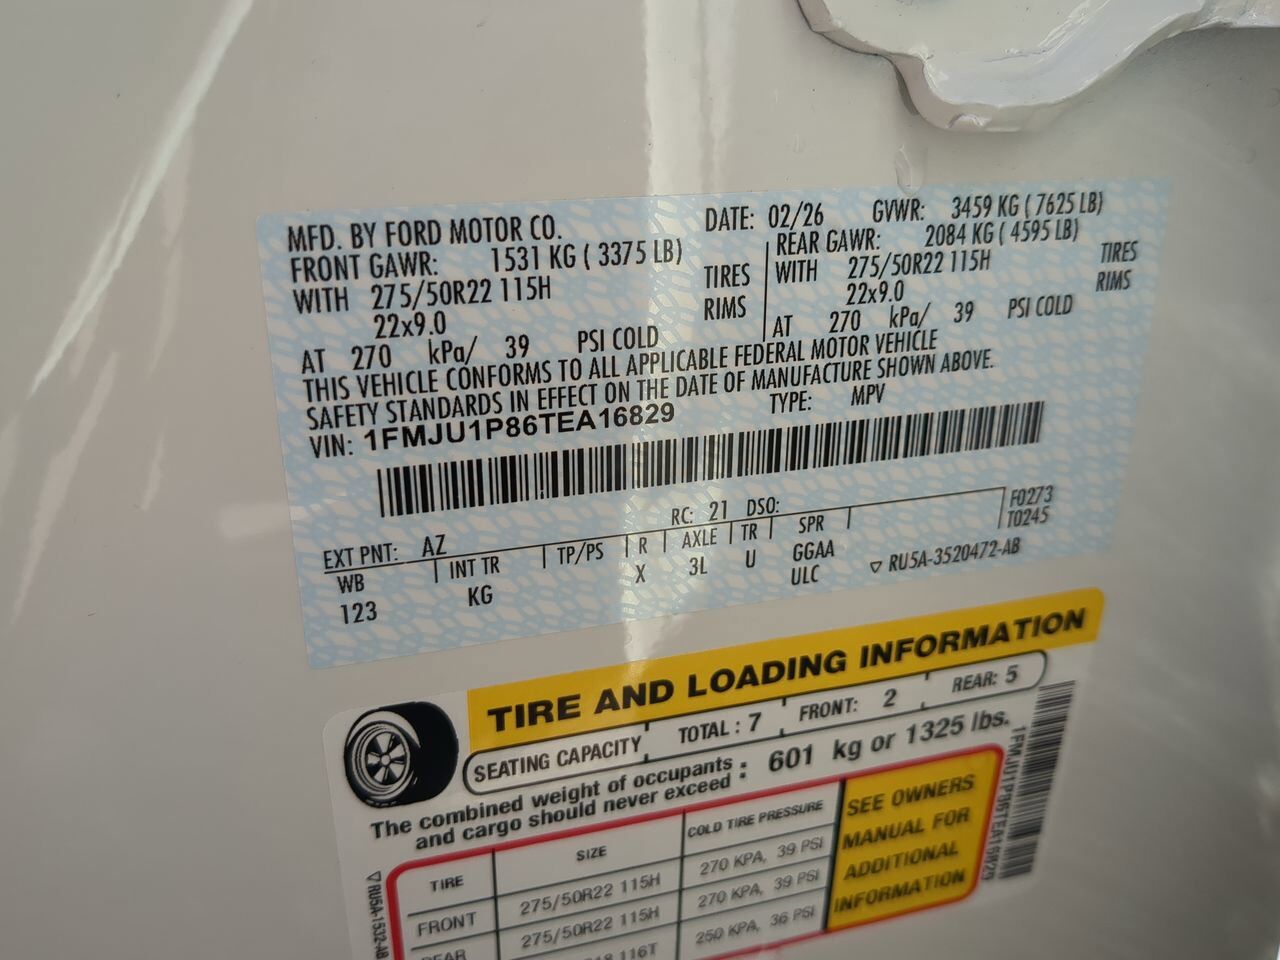 MFD. BY FORD MOTOR CO. DATE: 02/26 GVWR: 3459 KG ( 7625 LB)
FRONT GAWR: 1531 KG ( 3375 LB) REAR GAWR: 2084 KG ( 4595 LB)
WITH 275/50R22 115H TIRES WITH 275/50R22 115H TIRES
22x9.0 RIMS 22x9.0 RIMS
AT 270 kPa/ 39 PSI COLD AT 270 kPa/ 39 PSI COLD
THIS VEHICLE CONFORMS TO ALL APPLICABLE FEDERAL MOTOR VEHICLE
SAFETY STANDARDS IN EFFECT ON THE DATE OF MANUFACTURE SHOWN ABOVE.
VIN: 1FMJU1P86TEA16829 TYPE: MPV
EXT PNT: AZ RC: 21 DSO: F0273
WB INT TR TP/PS R AXLE TR SPR T0245
123 KG X 3L U GGAA RU5A-3520472-AB
ULC
TIRE AND LOADING INFORMATION
SEATING CAPACITY TOTAL : 7 FRONT: 2 REAR: 5
The combined weight of occupants : 601 kg or 1325 lbs.
and cargo should never exceed
TIRE SIZE COLD TIRE PRESSURE SEE OWNERS
FRONT 275/50R22 115H 270 KPA, 39 PSI MANUAL FOR
REAR 275/50R22 115H 270 KPA, 39 PSI ADDITIONAL
116T 250 KPA, 36 PSI INFORMATION
1FMJU1P86TEA16829
RU5A-1532-AB